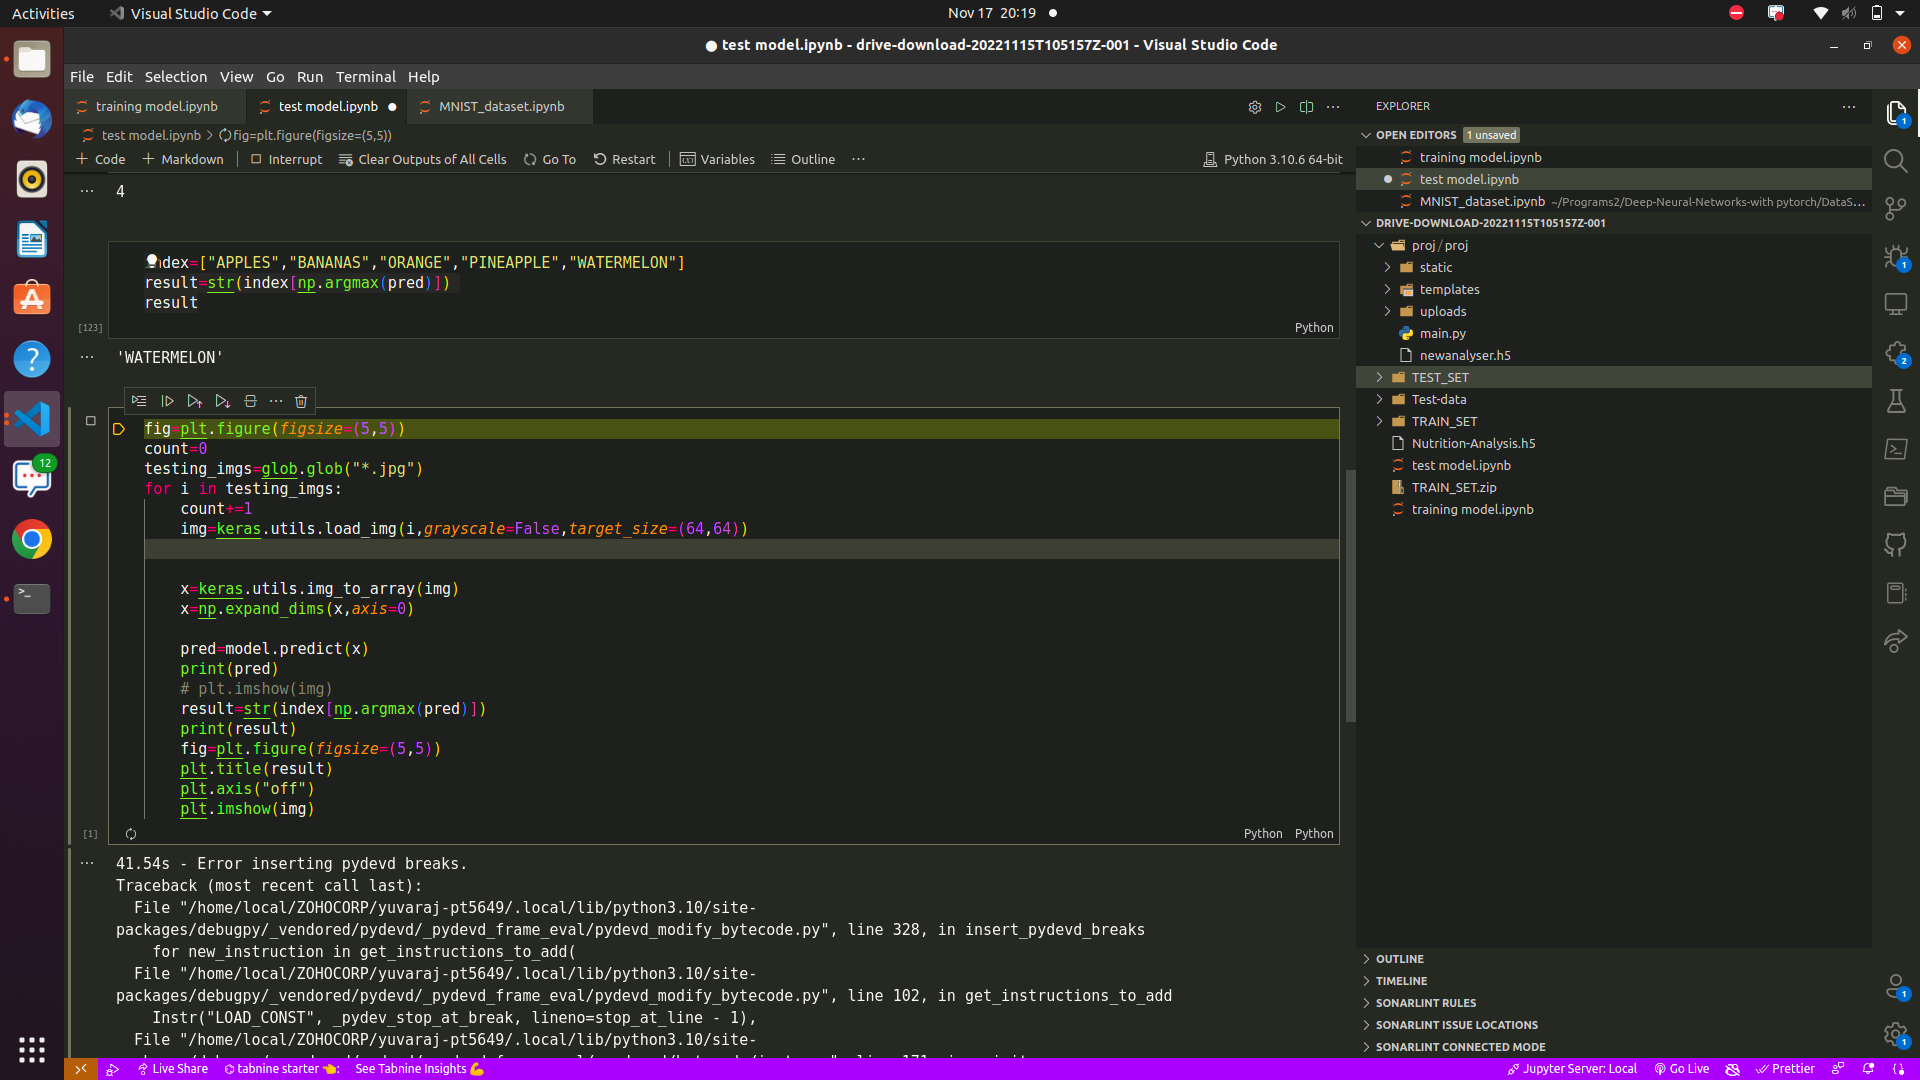 Activities
Visual Studio Code
Nov 17 20:19
test model.ipynb - drive-download-20221115T105157Z-001 - Visual Studio Code
File Edit Selection View Go Run Terminal Help
training model.ipynb
test model.ipynb
MNIST_dataset.ipynb
test model.ipynb > fig=plt.figure(figsize=(5,5))
+ Code + Markdown Interrupt Clear Outputs of All Cells Go To Restart Variables Outline ...
Python 3.10.6 64-bit
4
ndex=["APPLES","BANANAS","ORANGE","PINEAPPLE","WATERMELON"]
result=str(index[np.argmax(pred)])
result
[123]
Python
'WATERMELON'
fig=plt.figure(figsize=(5,5))
count=0
testing_imgs=glob.glob("*.jpg")
for i in testing_imgs:
    count+=1
    img=keras.utils.load_img(i,grayscale=False,target_size=(64,64))
    x=keras.utils.img_to_array(img)
    x=np.expand_dims(x,axis=0)
    pred=model.predict(x)
    print(pred)
    # plt.imshow(img)
    result=str(index[np.argmax(pred)])
    print(result)
    fig=plt.figure(figsize=(5,5))
    plt.title(result)
    plt.axis("off")
    plt.imshow(img)
[1]
Python Python
41.54s - Error inserting pydevd breaks.
Traceback (most recent call last):
  File "/home/local/ZOHOCORP/yuvaraj-pt5649/.local/lib/python3.10/site-
packages/debugpy/_vendored/pydevd/_pydevd_frame_eval/pydevd_modify_bytecode.py", line 328, in insert_pydevd_breaks
    for new_instruction in get_instructions_to_add(
  File "/home/local/ZOHOCORP/yuvaraj-pt5649/.local/lib/python3.10/site-
packages/debugpy/_vendored/pydevd/_pydevd_frame_eval/pydevd_modify_bytecode.py", line 102, in get_instructions_to_add
    Instr("LOAD_CONST", _pydev_stop_at_break, lineno=stop_at_line - 1),
  File "/home/local/ZOHOCORP/yuvaraj-pt5649/.local/lib/python3.10/site-
EXPLORER
OPEN EDITORS 1 unsaved
training model.ipynb
test model.ipynb
MNIST_dataset.ipynb ~/Programs2/Deep-Neural-Networks-with pytorch/DataS...
DRIVE-DOWNLOAD-20221115T105157Z-001
proj / proj
static
templates
uploads
main.py
newanalyser.h5
TEST_SET
Test-data
TRAIN_SET
Nutrition-Analysis.h5
test model.ipynb
TRAIN_SET.zip
training model.ipynb
OUTLINE
TIMELINE
SONARLINT RULES
SONARLINT ISSUE LOCATIONS
SONARLINT CONNECTED MODE
1
1
2
1
1
12
Live Share tabnine starter See Tabnine Insights
Jupyter Server: Local Go Live Prettier